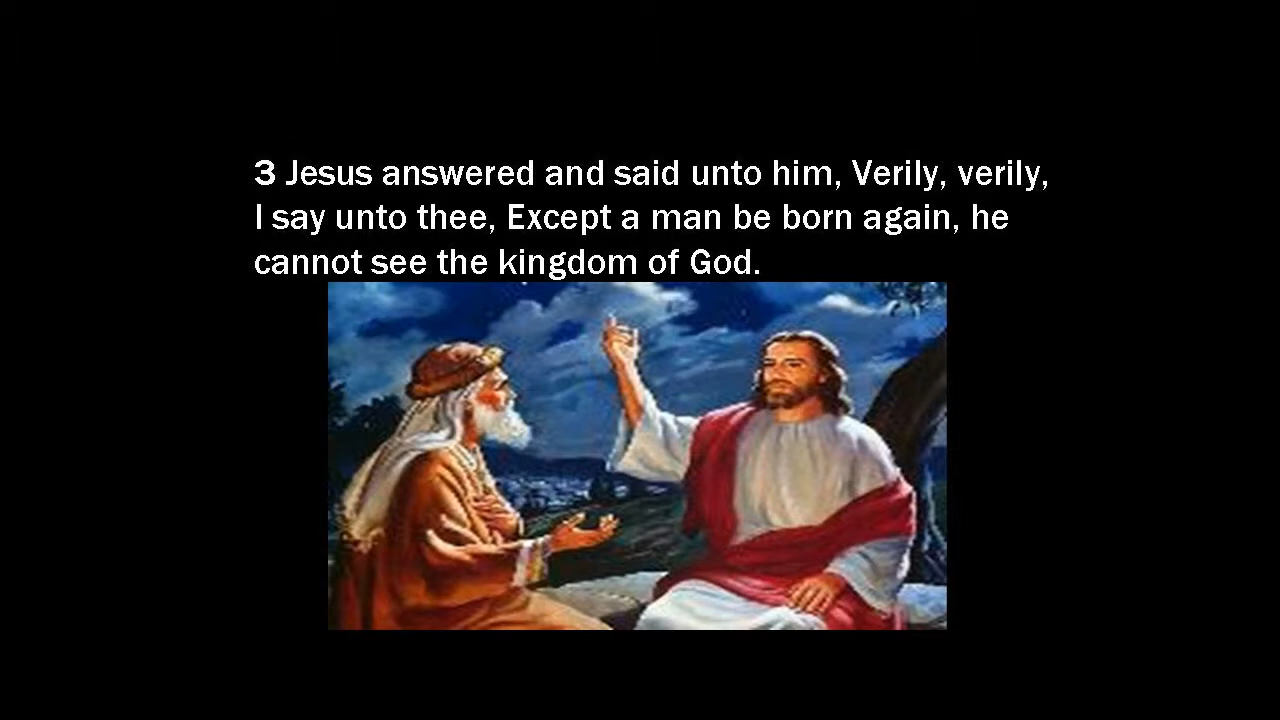 3 Jesus answered and said unto him, Verily, verily,
I say unto thee, Except a man be born again, he
cannot see the kingdom of God.